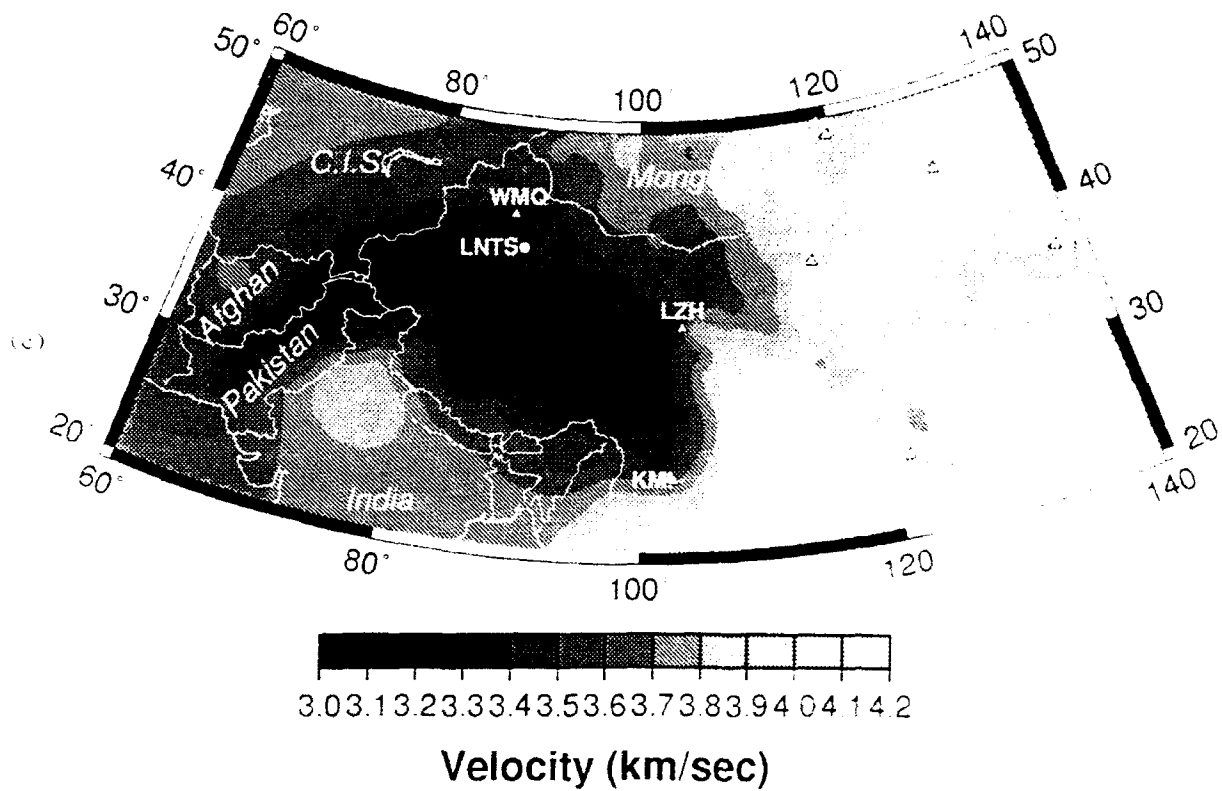 60° 140
50° 50
80° 100 120
C.I.S.
Mong
40° 40
WMQ
LNTS
Afghan
30° 30
LZH
(c)
Pakistan
20° 20
60° KM 140
India
80° 100 120
3.0 3.1 3.2 3.3 3.4 3.5 3.6 3.7 3.8 3.9 4 0 4.1 4.2
Velocity (km/sec)